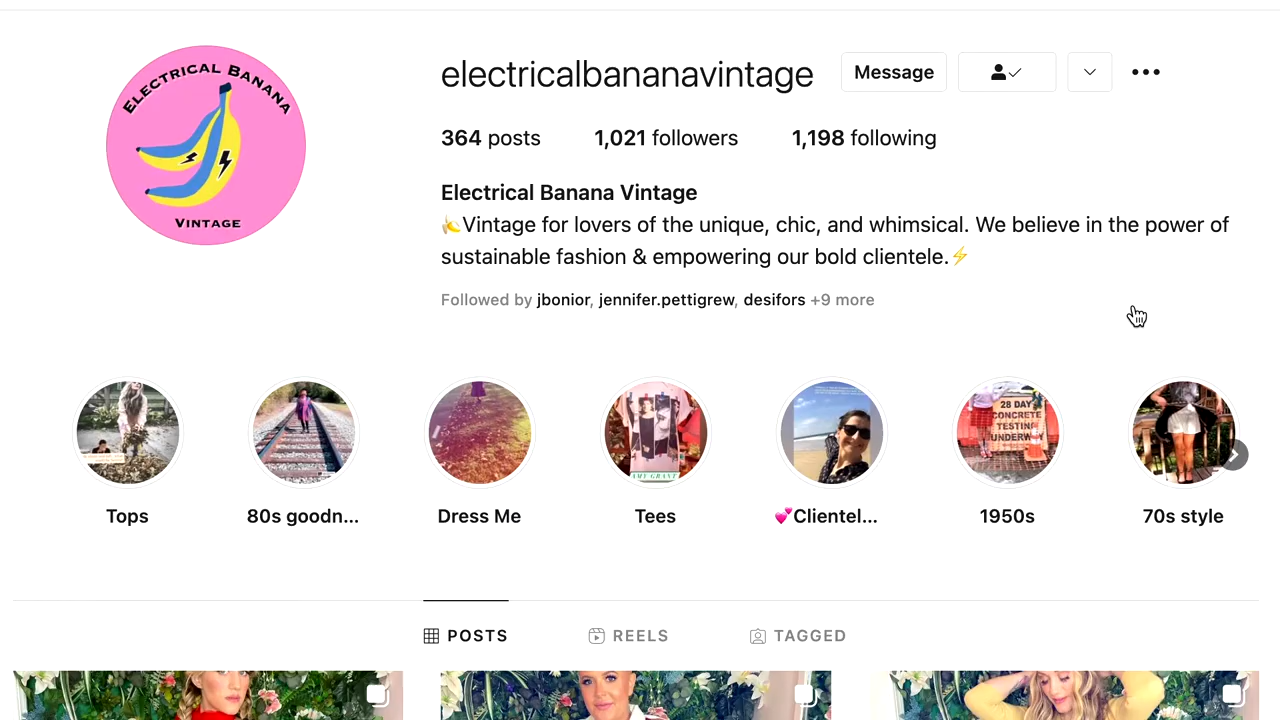 ELECTRICAL BANANA
VINTAGE
electricalbananavintage
Message
364 posts
1,021 followers
1,198 following
Electrical Banana Vintage
🍌Vintage for lovers of the unique, chic, and whimsical. We believe in the power of
sustainable fashion & empowering our bold clientele.⚡
Followed by jbonior, jennifer.pettigrew, desifors +9 more
AMY GRANT
28 DAY
CONCRETE
TESTING
UNDERWAY
Tops
80s goodn...
Dress Me
Tees
💕Clientel...
1950s
70s style
POSTS
REELS
TAGGED